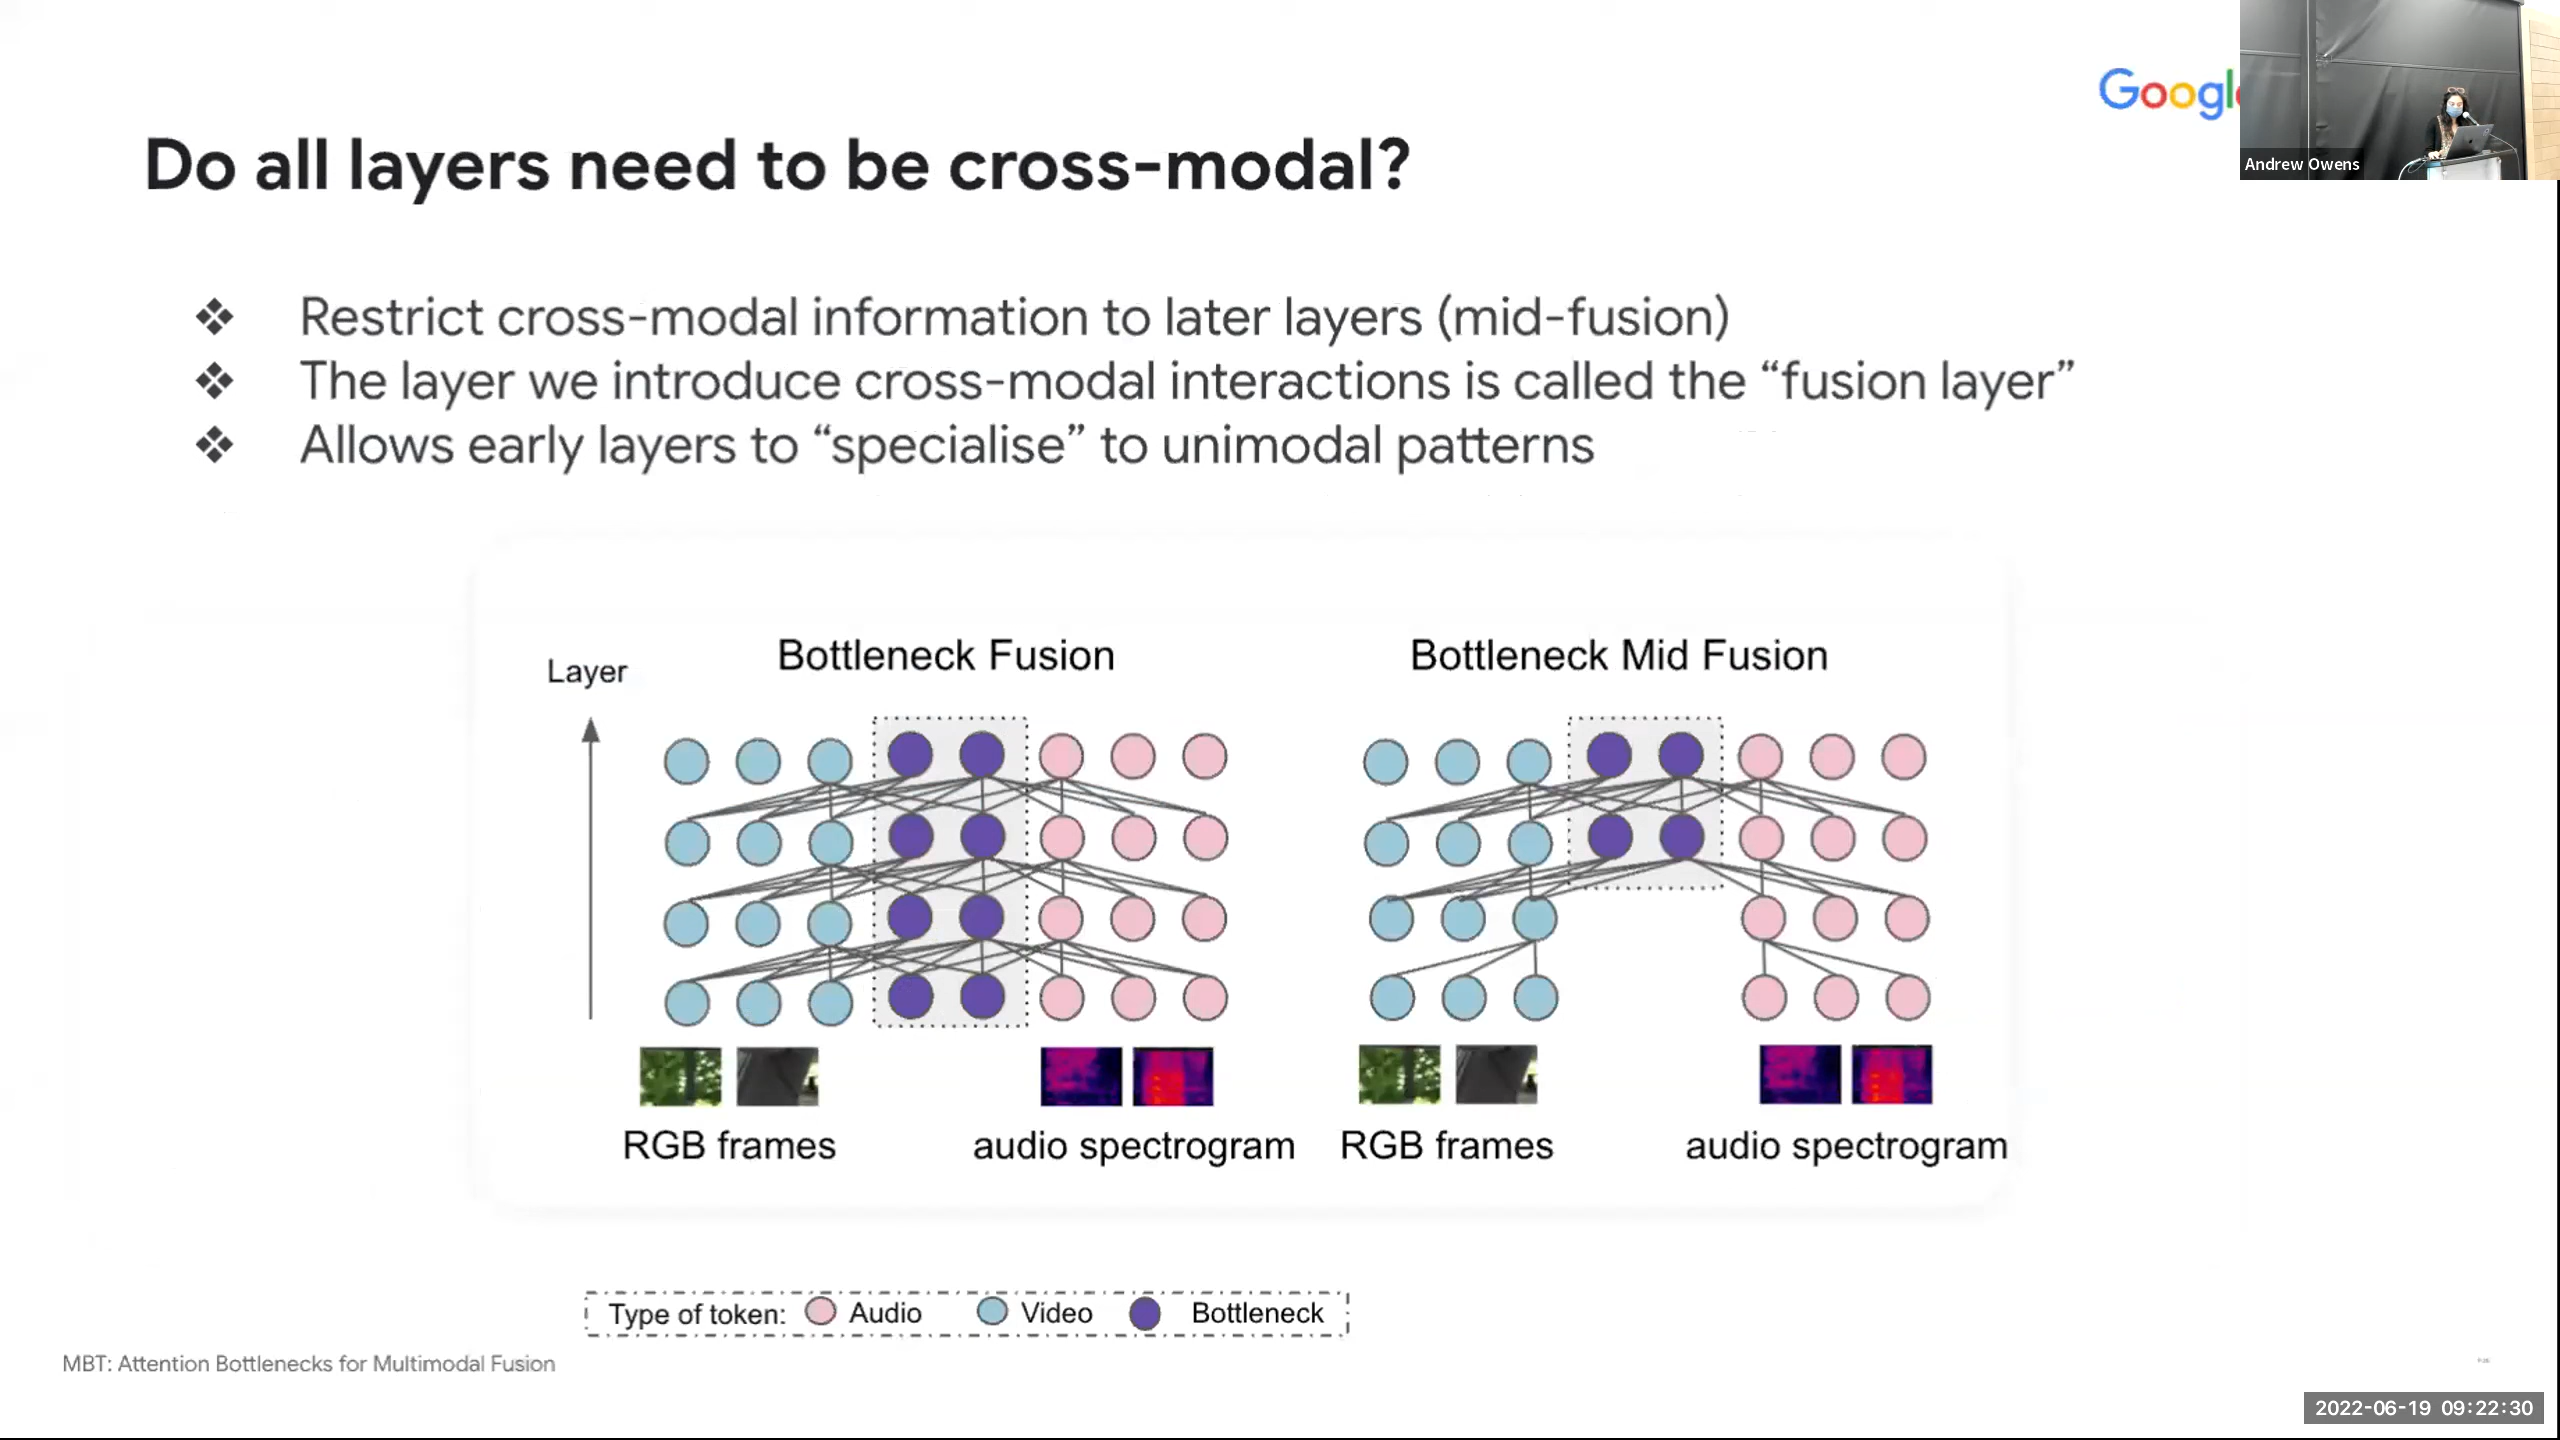 Google
Andrew Owens
Do all layers need to be cross-modal?
❖ Restrict cross-modal information to later layers (mid-fusion)
❖ The layer we introduce cross-modal interactions is called the “fusion layer”
❖ Allows early layers to “specialise” to unimodal patterns
Layer
Bottleneck Fusion
Bottleneck Mid Fusion
RGB frames
audio spectrogram
RGB frames
audio spectrogram
Type of token: Audio Video Bottleneck
MBT: Attention Bottlenecks for Multimodal Fusion
2022-06-19 09:22:30